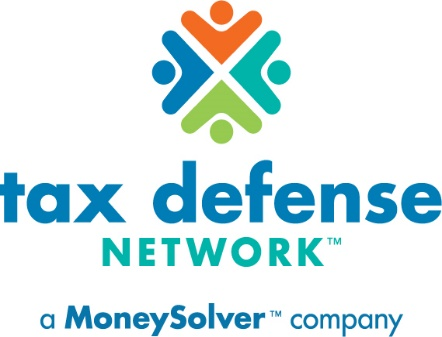 tax defense
NETWORK™
a MoneySolver™ company